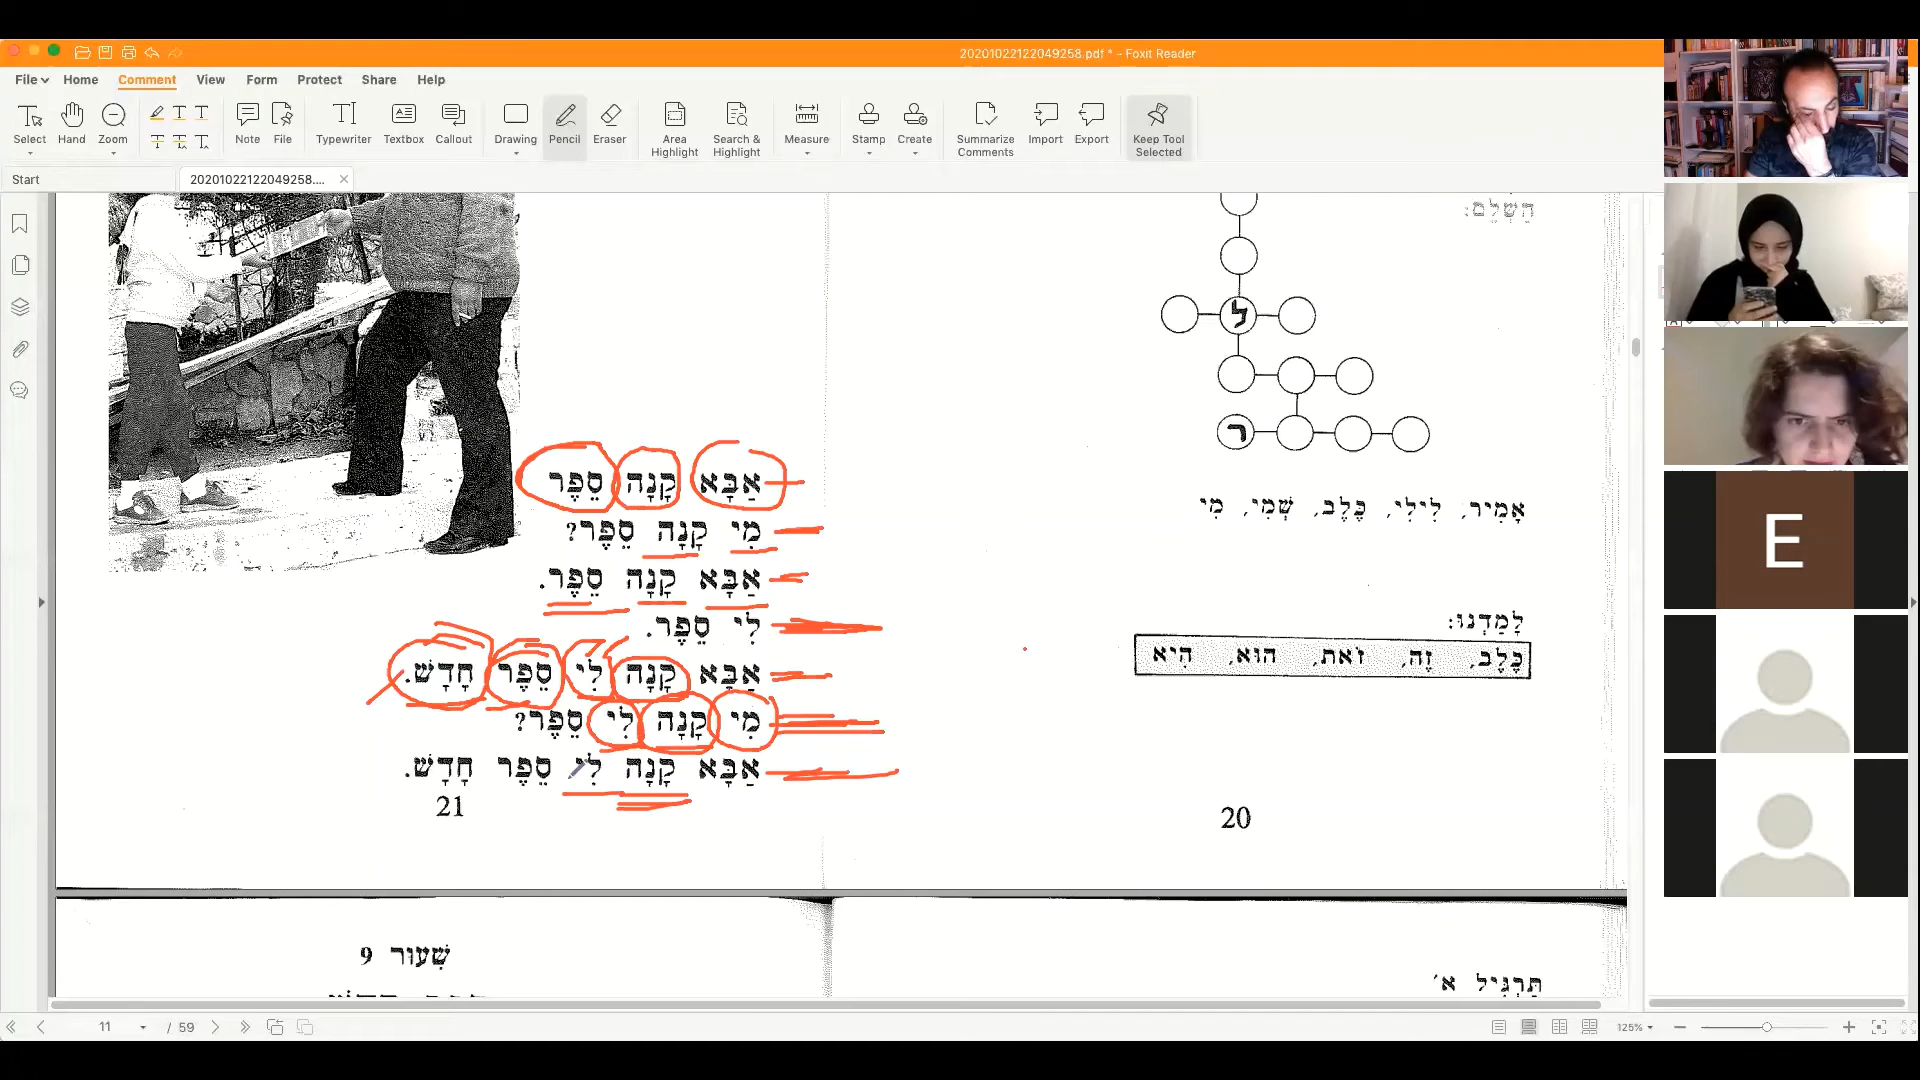 20201022122049258.pdf * - Foxit Reader
File Home Comment View Form Protect Share Help
Select Hand Zoom Note File Typewriter Textbox Callout Drawing Pencil Eraser Area Highlight Search & Highlight Measure Stamp Create Summarize Comments Import Export Keep Tool Selected
Start 20201022122049258....
הַשְׁלֵם:
ל
ר
אָמִיר, לִילִי, כֶּלֶב, שְׁמִי, מִי
לָמַדְנוּ:
כֶּלֶב, זֶה, זֹאת, הוּא, הִיא
20
אַבָּא קָנָה סֵפֶר
מִי קָנָה סֵפֶר?
אַבָּא קָנָה סֵפֶר.
לִי סֵפֶר.
אַבָּא קָנָה לִי סֵפֶר חָדָשׁ.
מִי קָנָה לִי סֵפֶר?
אַבָּא קָנָה לִי סֵפֶר חָדָשׁ.
21
תַּרְגִּיל א׳
שִׁעוּר 9
E
11 / 59
125%